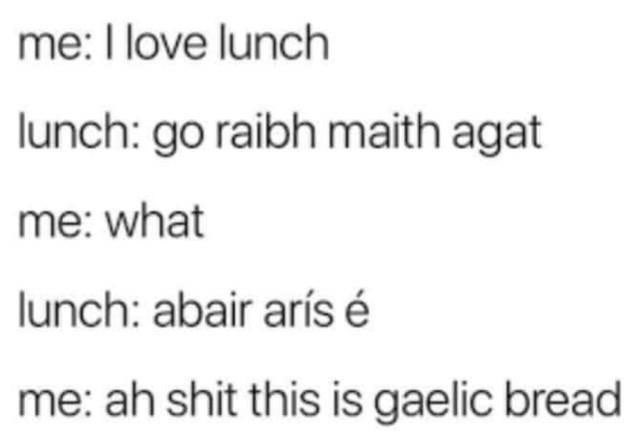 me: I love lunch
lunch: go raibh maith agat
me: what
lunch: abair arís é
me: ah shit this is gaelic bread